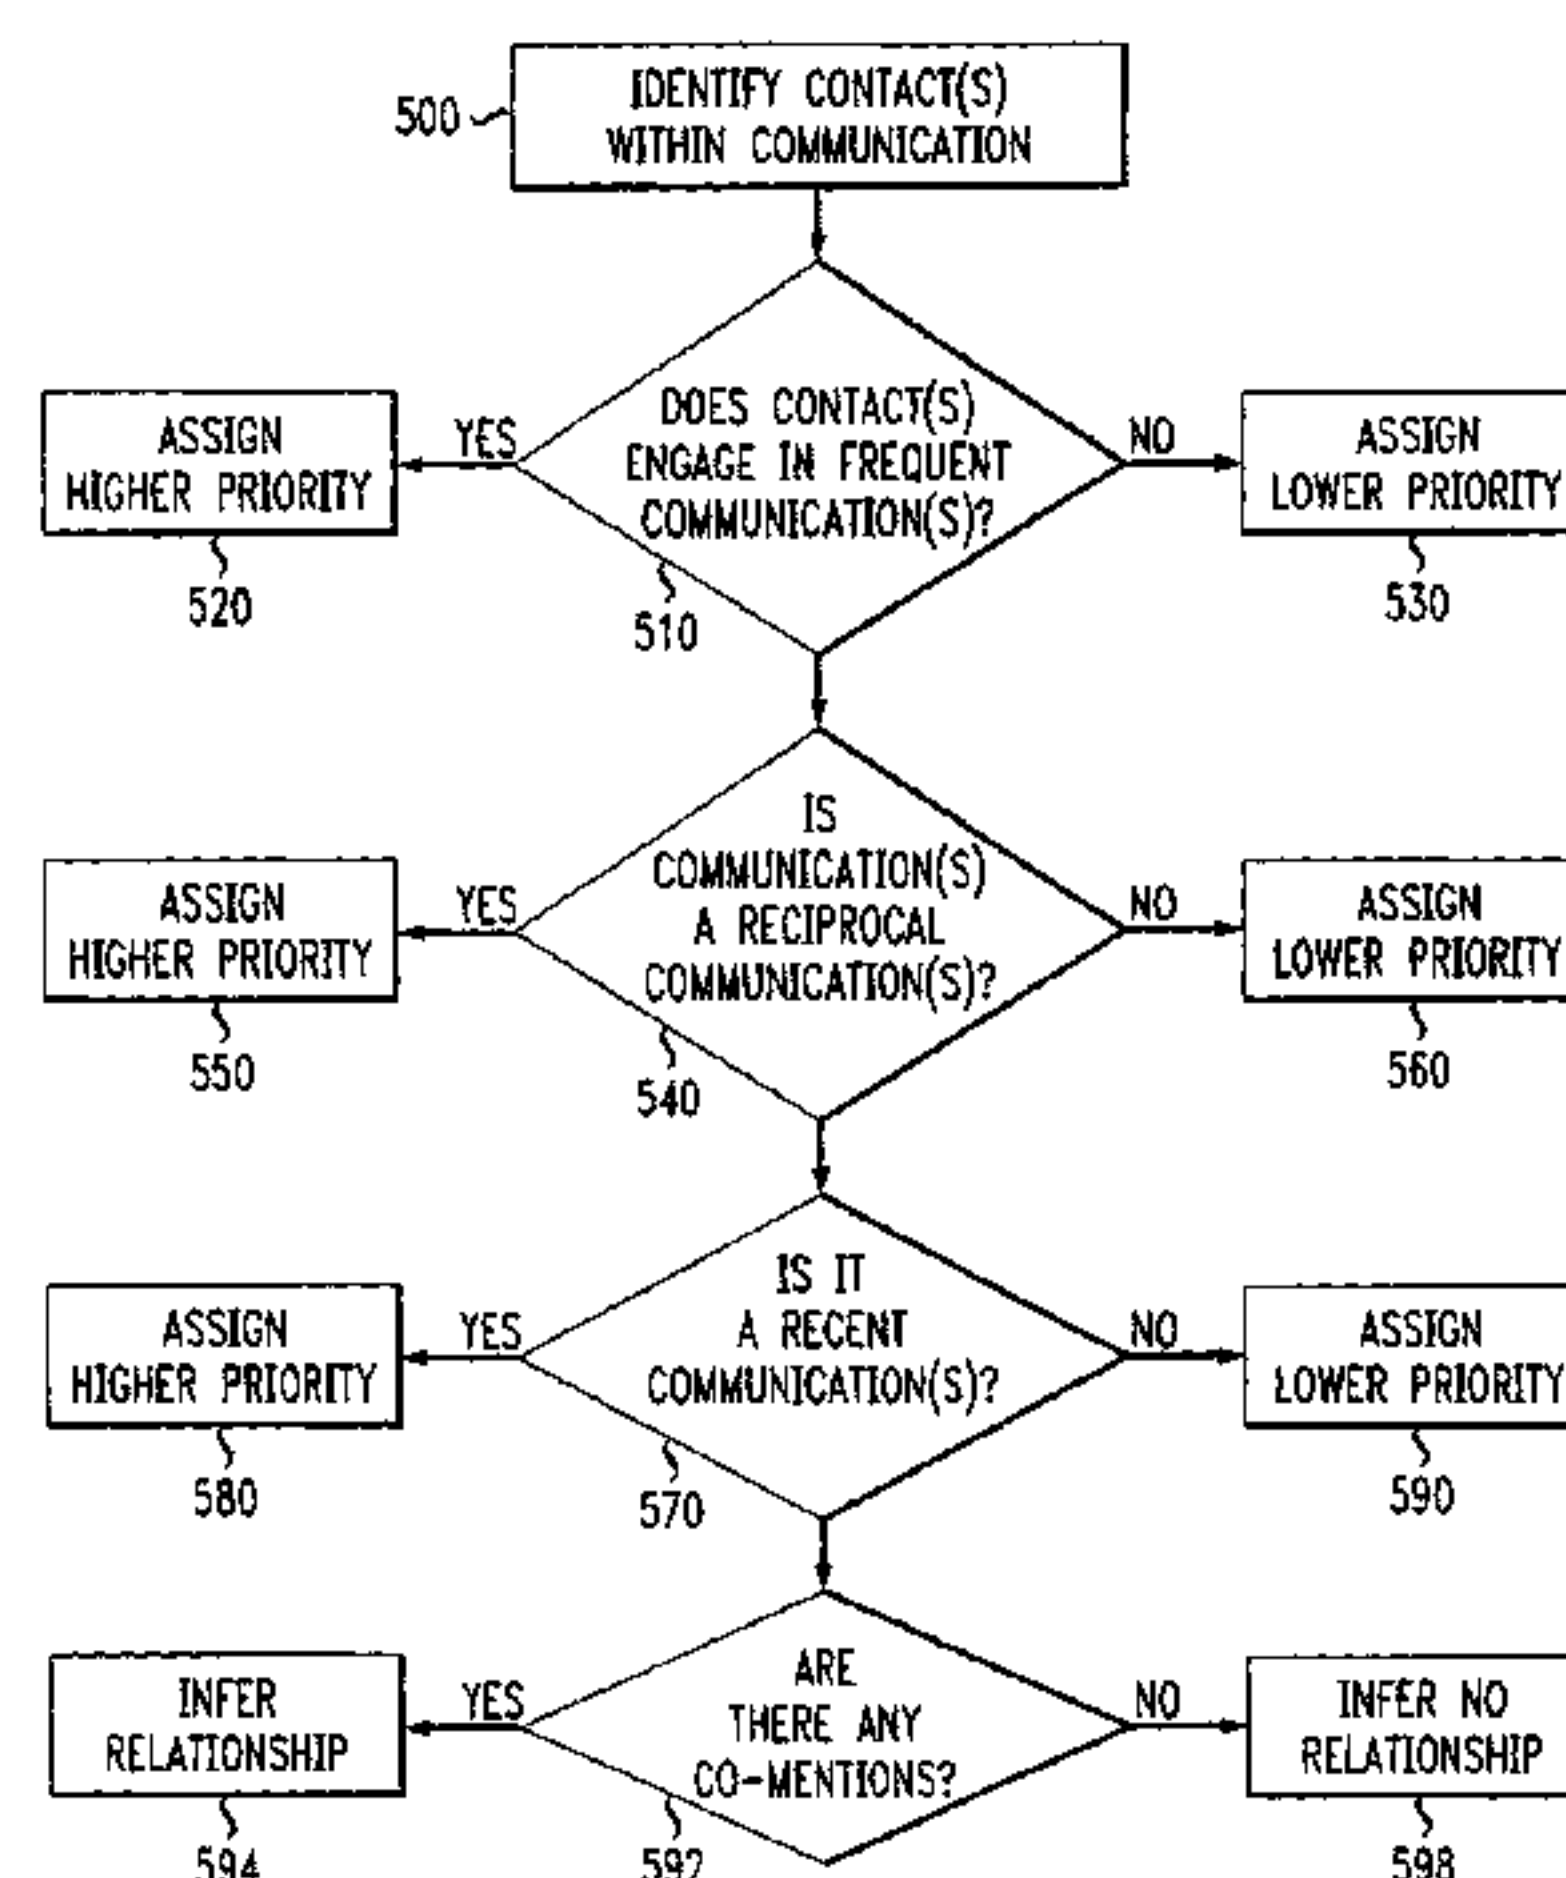 500
IDENTIFY CONTACT(S)
WITHIN COMMUNICATION
DOES CONTACT(S)
ENGAGE IN FREQUENT
COMMUNICATION(S)?
510
YES
ASSIGN
HIGHER PRIORITY
520
NO
ASSIGN
LOWER PRIORITY
530
IS
COMMUNICATION(S)
A RECIPROCAL
COMMUNICATION(S)?
540
YES
ASSIGN
HIGHER PRIORITY
550
NO
ASSIGN
LOWER PRIORITY
560
IS IT
A RECENT
COMMUNICATION(S)?
570
YES
ASSIGN
HIGHER PRIORITY
580
NO
ASSIGN
LOWER PRIORITY
590
ARE
THERE ANY
CO-MENTIONS?
592
YES
INFER
RELATIONSHIP
594
NO
INFER NO
RELATIONSHIP
598